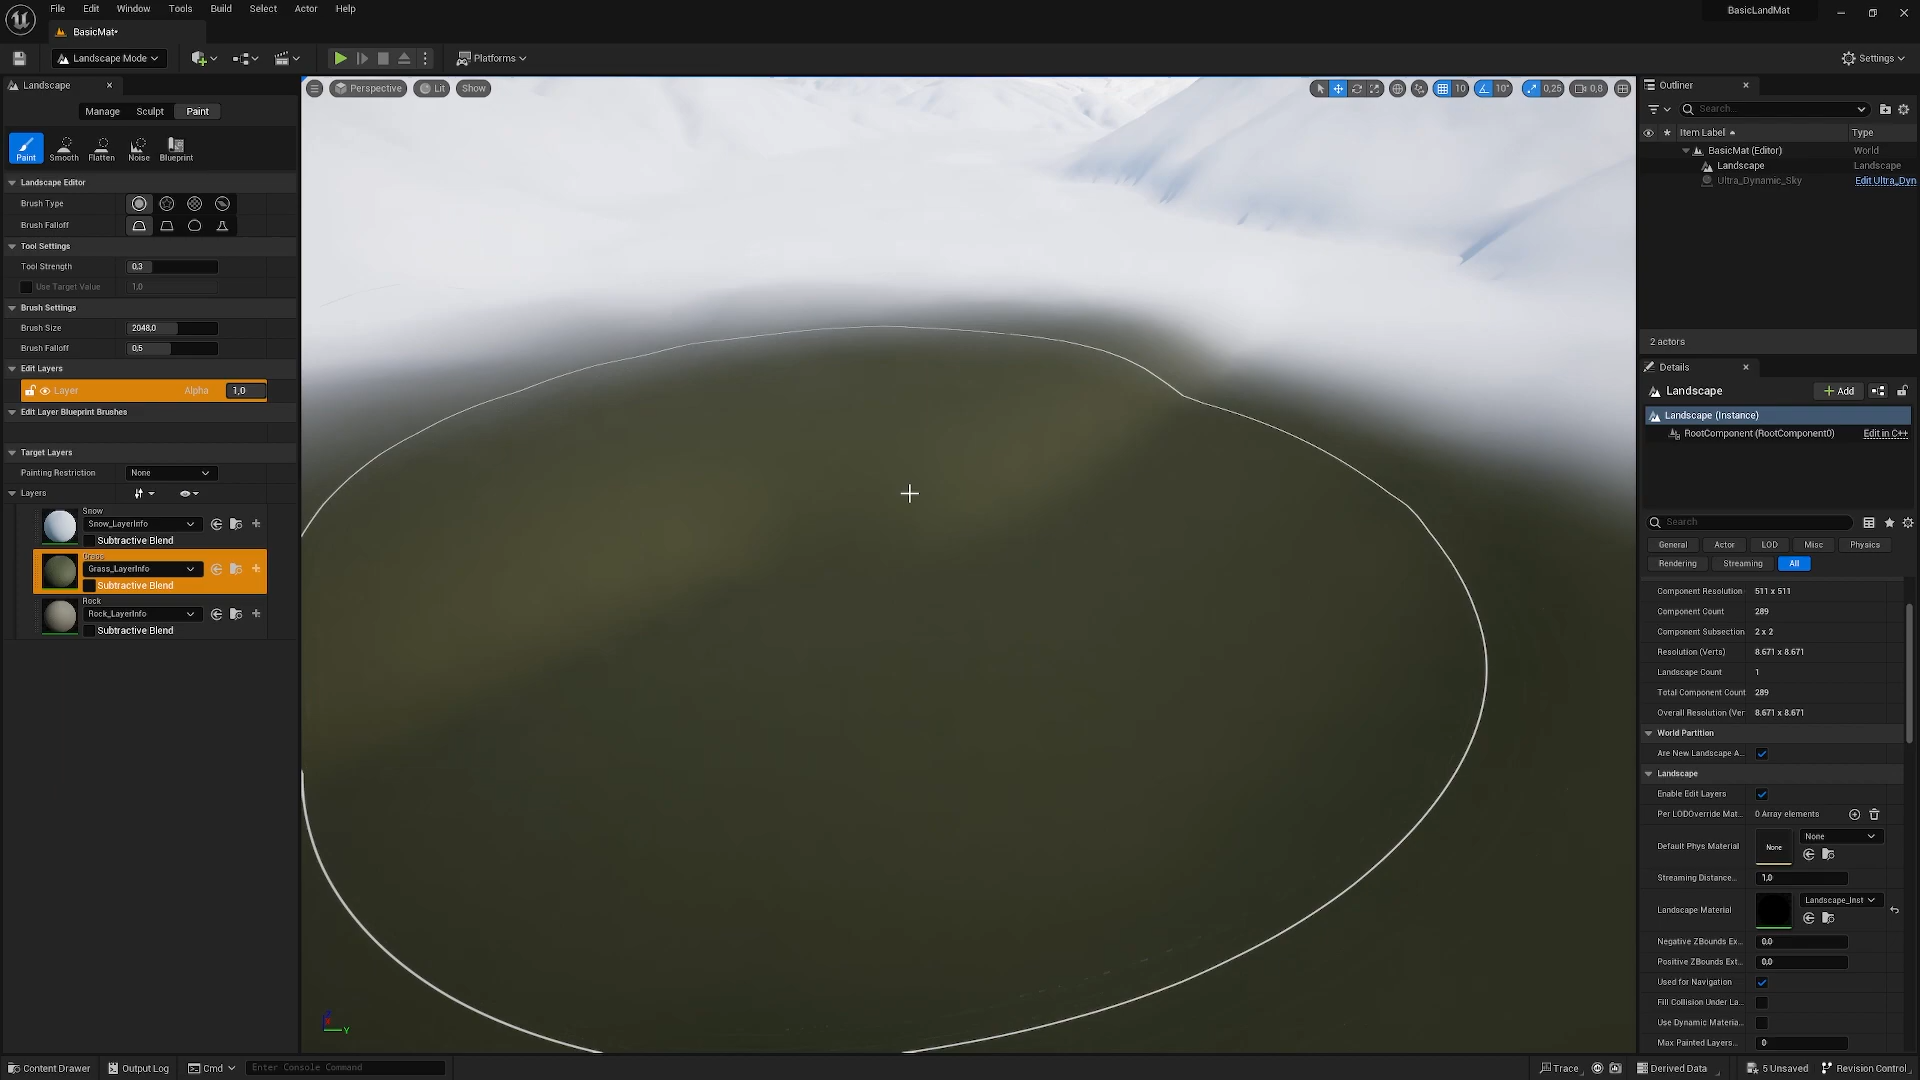 File Edit Window Tools Build Select Actor Help
BasicLandMat
BasicMat*
Landscape Mode
Platforms
Settings
Landscape
Perspective Lit Show
10 10° 0,25 0,8
Outliner
Manage Sculpt Paint
Search...
Item Label Type
Paint Smooth Flatten Noise Blueprint
BasicMat (Editor) World
Landscape Landscape
Ultra_Dynamic_Sky Edit Ultra_Dyn
Landscape Editor
Brush Type
Brush Falloff
Tool Settings
Tool Strength 0,3
Use Target Value 1,0
Brush Settings
Brush Size 2048,0
Brush Falloff 0,5
Edit Layers
Layer Alpha 1,0
Edit Layer Blueprint Brushes
Target Layers
Painting Restriction None
Layers
Snow
Snow_LayerInfo
Subtractive Blend
Grass
Grass_LayerInfo
Subtractive Blend
Rock
Rock_LayerInfo
Subtractive Blend
2 actors
Details
Landscape Add
Landscape (Instance)
RootComponent (RootComponent0) Edit in C++
Search
General Actor LOD Misc Physics
Rendering Streaming All
Component Resolution 511 x 511
Component Count 289
Component Subsection 2 x 2
Resolution (Verts) 8.671 x 8.671
Landscape Count 1
Total Component Count 289
Overall Resolution (Ver 8.671 x 8.671
World Partition
Are New Landscape A...
Landscape
Enable Edit Layers
Per LODOverride Mat... 0 Array elements
Default Phys Material None None
Streaming Distance... 1,0
Landscape Material Landscape_Inst
Negative ZBounds Ex... 0,0
Positive ZBounds Ext... 0,0
Used for Navigation
Fill Collision Under La...
Use Dynamic Materia...
Max Painted Layers... 0
Y
Content Drawer Output Log Cmd Enter Console Command Trace Derived Data 5 Unsaved Revision Control